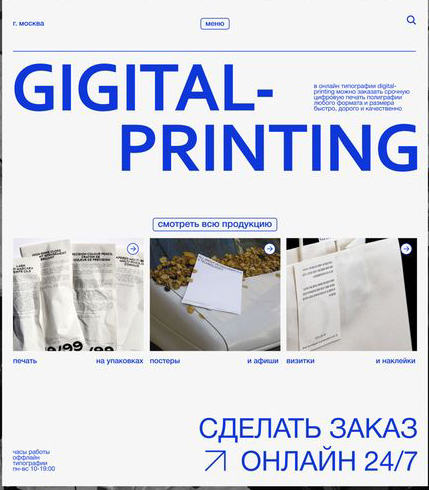 г. москва
меню
GIGITAL-
в онлайн типографии digital-
printing можно заказать срочную
цифровую печать полиграфии
любого формата и размера
быстро, дорого и качественно
PRINTING
смотреть всю продукцию
печать на упаковках
постеры и афиши
визитки и наклейки
СДЕЛАТЬ ЗАКАЗ
ОНЛАЙН 24/7
часы работы
оффлайн
типографии
пн-вс 10-19:00